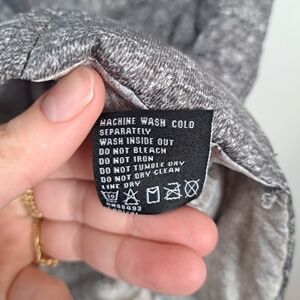 MACHINE WASH COLD
SEPARATELY
WASH INSIDE OUT
DO NOT BLEACH
DO NOT IRON
DO NOT TUMBLE DRY
DO NOT DRY CLEAN
LINE DRY